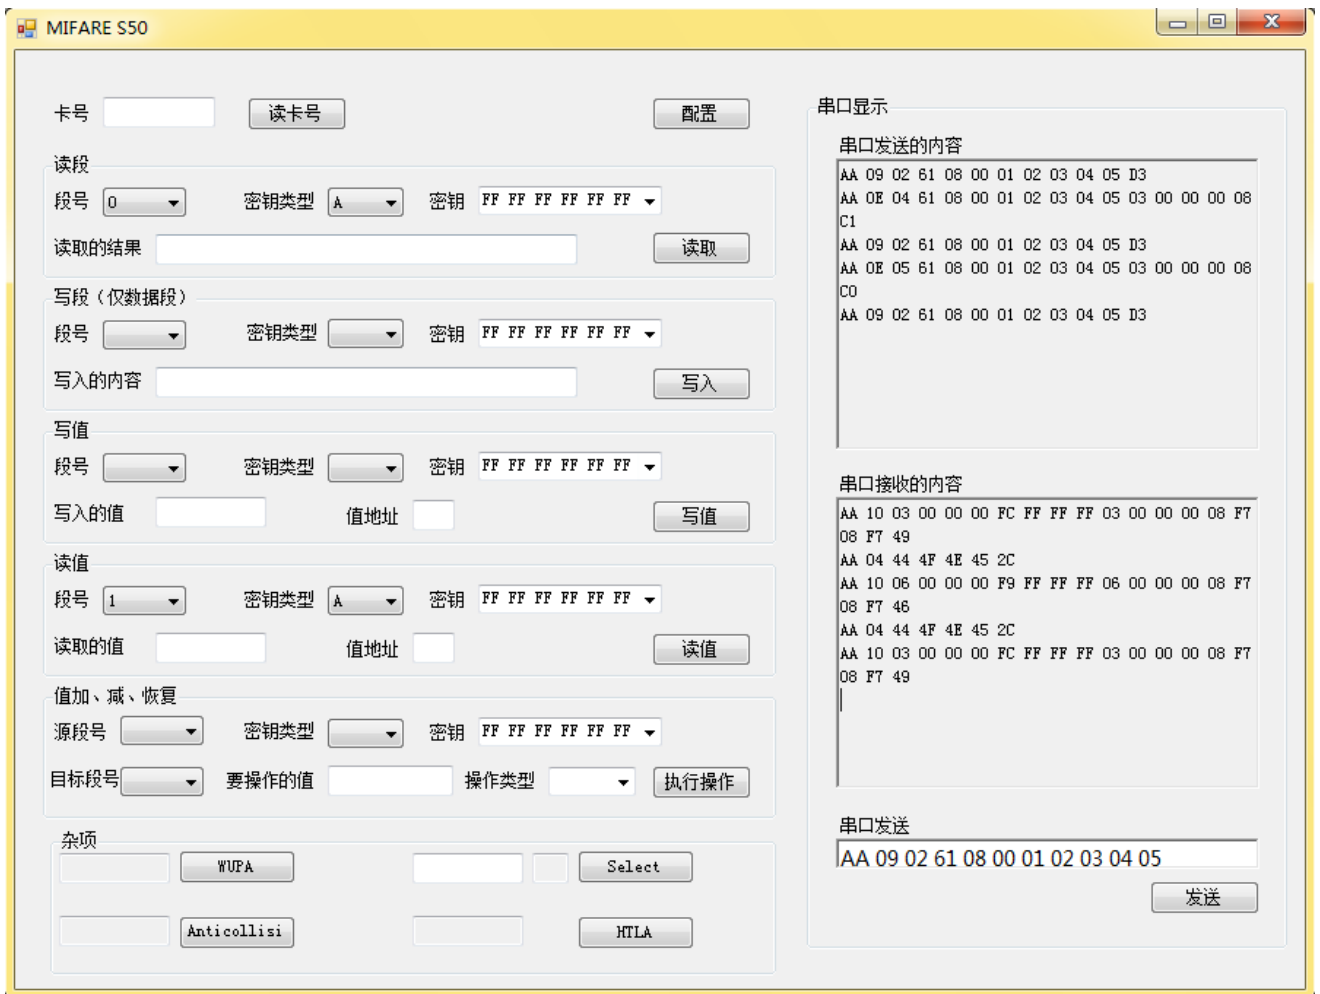 MIFARE S50
卡号 读卡号 配置
读段
段号 0 密钥类型 A 密钥 FF FF FF FF FF FF
读取的结果 读取
写段（仅数据段）
段号 密钥类型 密钥 FF FF FF FF FF FF
写入的内容 写入
写值
段号 密钥类型 密钥 FF FF FF FF FF FF
写入的值 值地址 写值
读值
段号 1 密钥类型 A 密钥 FF FF FF FF FF FF
读取的值 值地址 读值
值加、减、恢复
源段号 密钥类型 密钥 FF FF FF FF FF FF
目标段号 要操作的值 操作类型 执行操作
杂项
WUPA Select
Anticollisi HTLA
串口显示
串口发送的内容
AA 09 02 61 08 00 01 02 03 04 05 D3
AA 0E 04 61 08 00 01 02 03 04 05 03 00 00 00 08
C1
AA 09 02 61 08 00 01 02 03 04 05 D3
AA 0E 05 61 08 00 01 02 03 04 05 03 00 00 00 08
C0
AA 09 02 61 08 00 01 02 03 04 05 D3
串口接收的内容
AA 10 03 00 00 00 FC FF FF FF 03 00 00 00 08 F7
08 F7 49
AA 04 44 4F 4E 45 2C
AA 10 06 00 00 00 F9 FF FF FF 06 00 00 00 08 F7
08 F7 46
AA 04 44 4F 4E 45 2C
AA 10 03 00 00 00 FC FF FF FF 03 00 00 00 08 F7
08 F7 49
串口发送
AA 09 02 61 08 00 01 02 03 04 05
发送